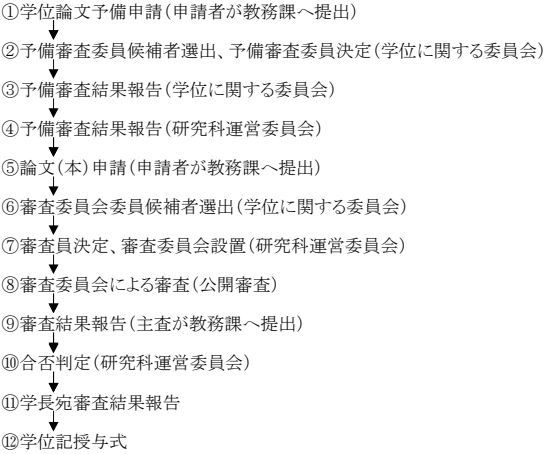 ①学位論文予備申請(申請者が教務課へ提出)
②予備審査委員候補者選出、予備審査委員決定(学位に関する委員会)
③予備審査結果報告(学位に関する委員会)
④予備審査結果報告(研究科運営委員会)
⑤論文(本)申請(申請者が教務課へ提出)
⑥審査委員会委員候補者選出(学位に関する委員会)
⑦審査員決定、審査委員会設置(研究科運営委員会)
⑧審査委員会による審査(公開審査)
⑨審査結果報告(主査が教務課へ提出)
⑩合否判定(研究科運営委員会)
⑪学長宛審査結果報告
⑫学位記授与式